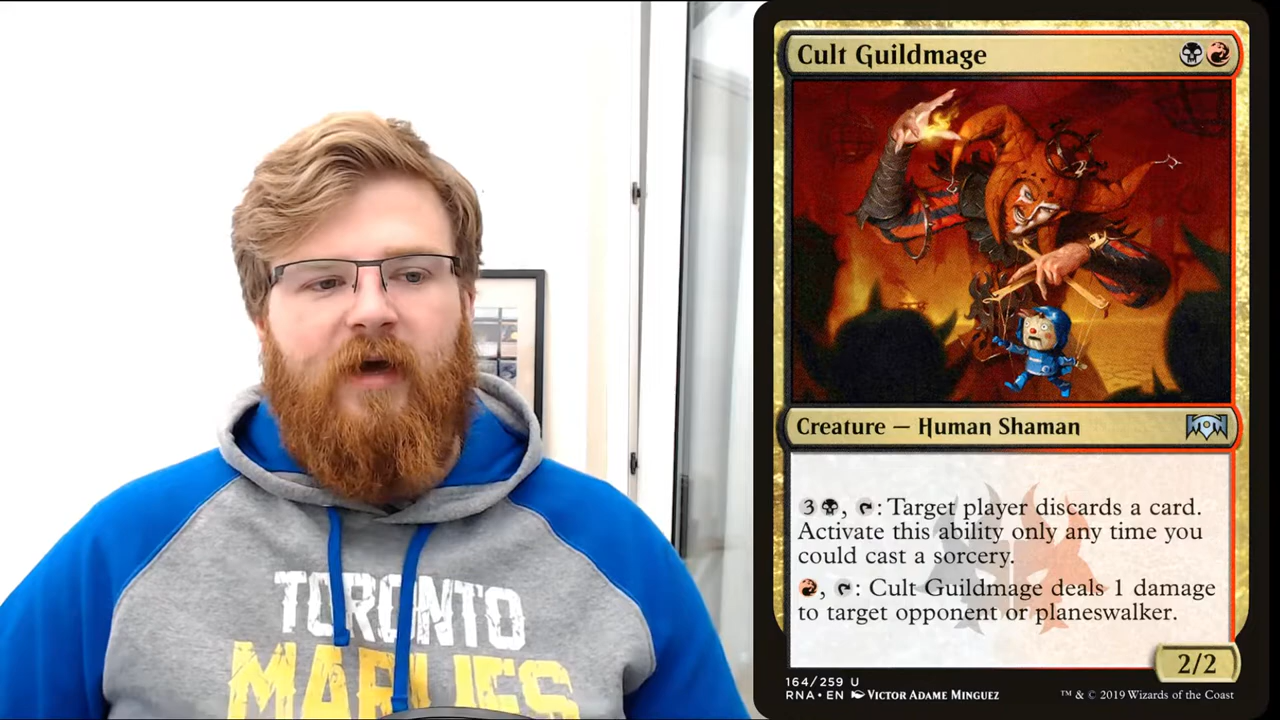 TORONTO
MARLIES
Cult Guildmage
Creature — Human Shaman
3, : Target player discards a card.
Activate this ability only any time you
could cast a sorcery.
, : Cult Guildmage deals 1 damage
to target opponent or planeswalker.
2/2
164/259 U
RNA • EN Victor Adame Minguez
™ & © 2019 Wizards of the Coast